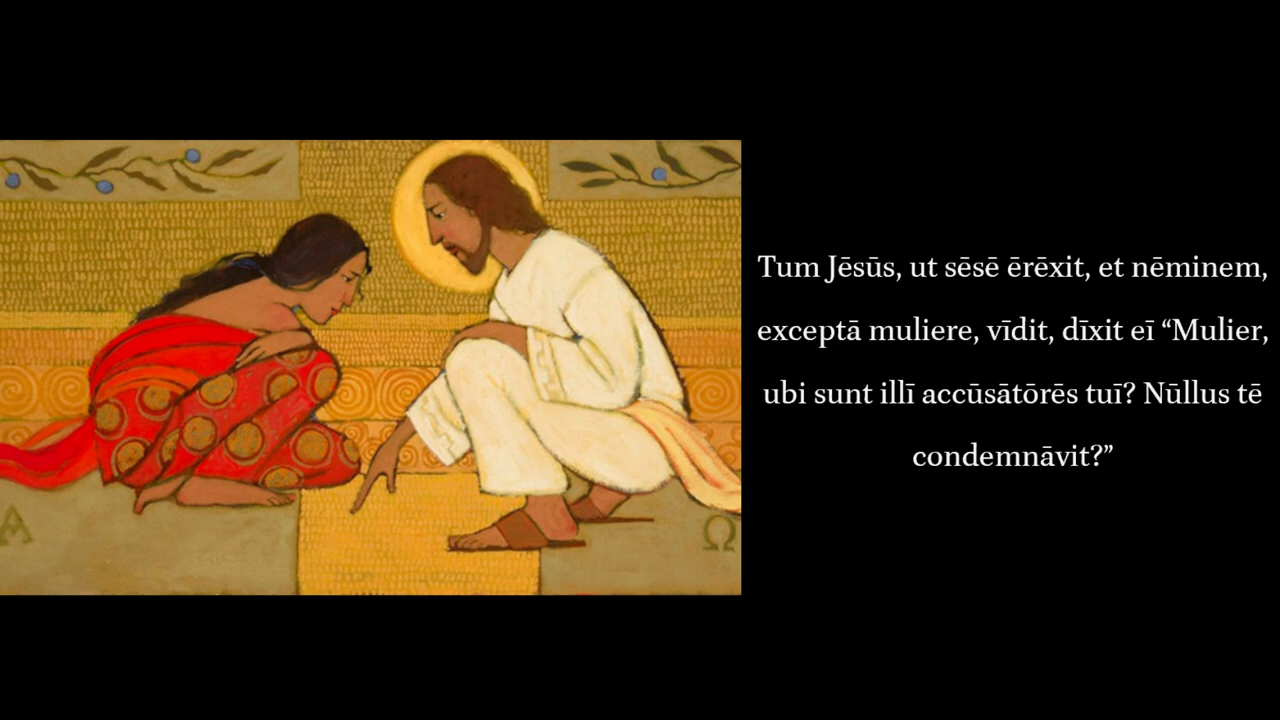 Tum Jēsūs, ut sēsē ērēxit, et nēminem,
exceptā muliere, vīdit, dīxit eī “Mulier,
ubi sunt illī accūsātōrēs tuī? Nūllus tē
condemnāvit?”
Α
Ω